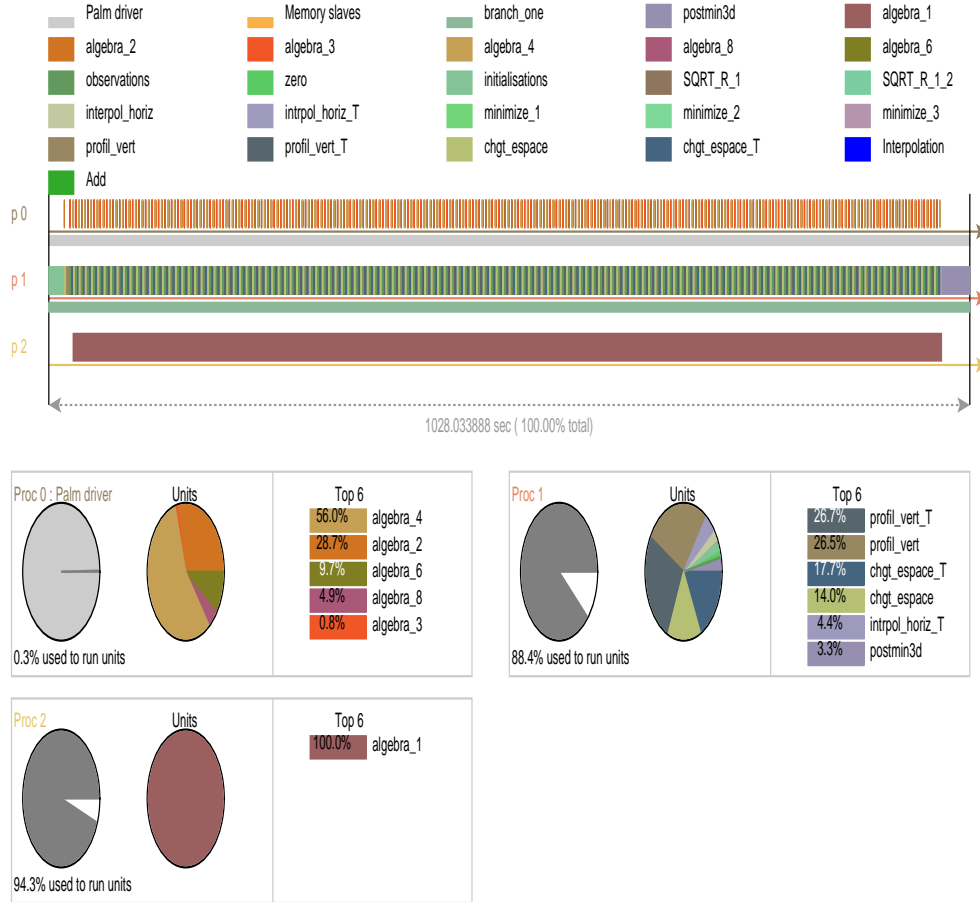 Palm driver Memory slaves branch_one postmin3d algebra_1
algebra_2 algebra_3 algebra_4 algebra_8 algebra_6
observations zero initialisations SQRT_R_1 SQRT_R_1_2
interpol_horiz intrpol_horiz_T minimize_1 minimize_2 minimize_3
profil_vert profil_vert_T chgt_espace chgt_espace_T Interpolation
Add
p 0
p 1
p 2
1028.033888 sec ( 100.00% total)
Proc 0 : Palm driver Units Top 6
56.0% algebra_4
28.7% algebra_2
9.7% algebra_6
4.9% algebra_8
0.8% algebra_3
0.3% used to run units
Proc 1 Units Top 6
26.7% profil_vert_T
26.5% profil_vert
17.7% chgt_espace_T
14.0% chgt_espace
4.4% intrpol_horiz_T
3.3% postmin3d
88.4% used to run units
Proc 2 Units Top 6
100.0% algebra_1
94.3% used to run units